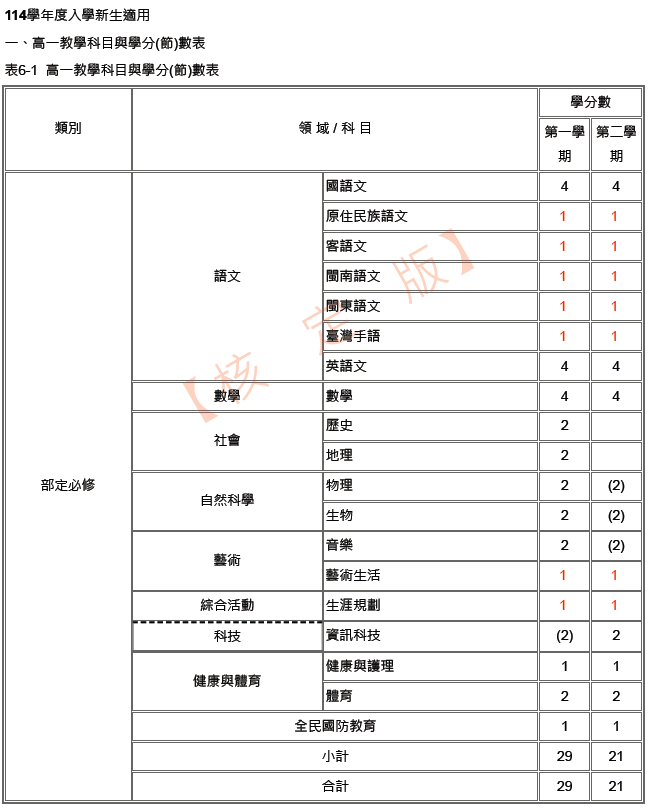 114學年度入學新生適用
一、高一教學科目與學分(節)數表
表6-1 高一教學科目與學分(節)數表
類別 領 域 / 科 目 學分數
第一學期 第二學期
部定必修 語文 國語文 4 4
原住民族語文 1 1
客語文 1 1
閩南語文 1 1
閩東語文 1 1
臺灣手語 1 1
英語文 4 4
數學 數學 4 4
社會 歷史 2
地理 2
自然科學 物理 2 (2)
生物 2 (2)
藝術 音樂 2 (2)
藝術生活 1 1
綜合活動 生涯規劃 1 1
科技 資訊科技 (2) 2
健康與體育 健康與護理 1 1
體育 2 2
全民國防教育 1 1
小計 29 21
合計 29 21
【核定版】